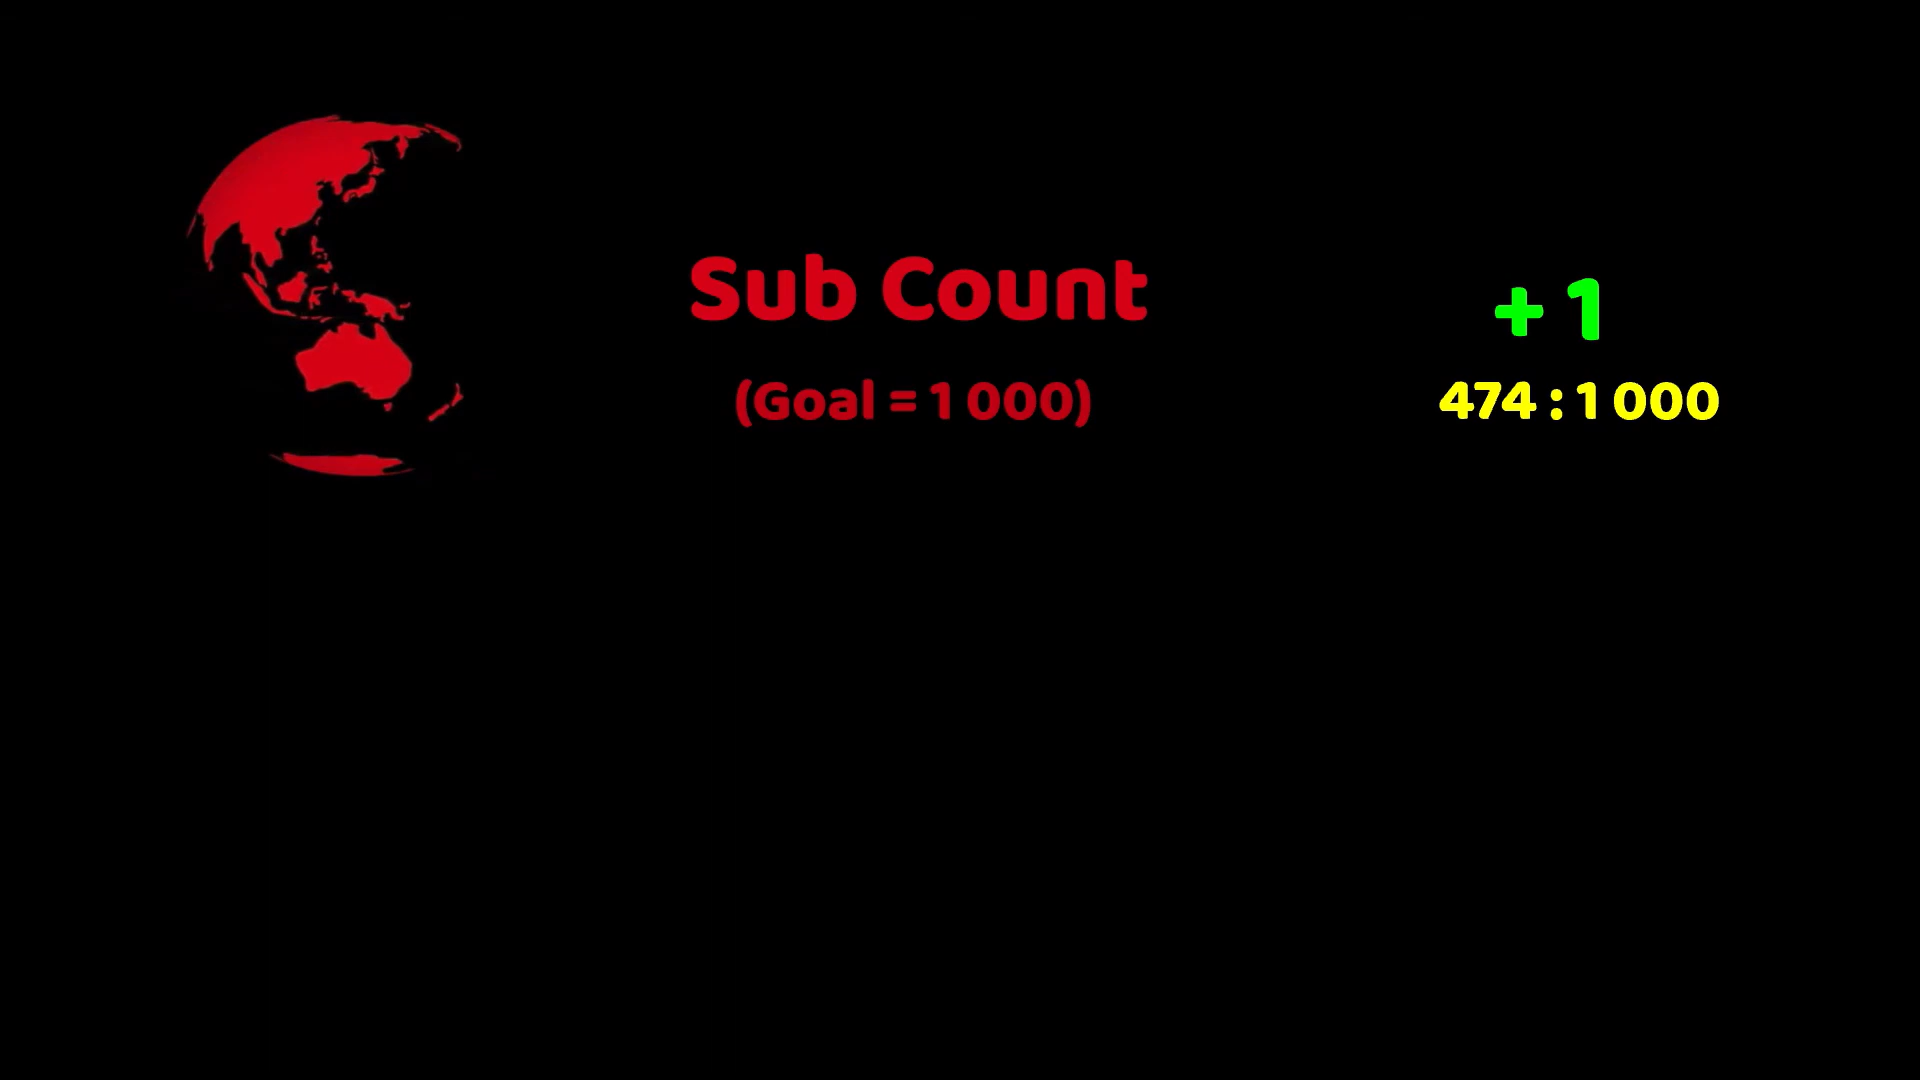 Sub Count
(Goal = 1 000)
+ 1
474 : 1 000